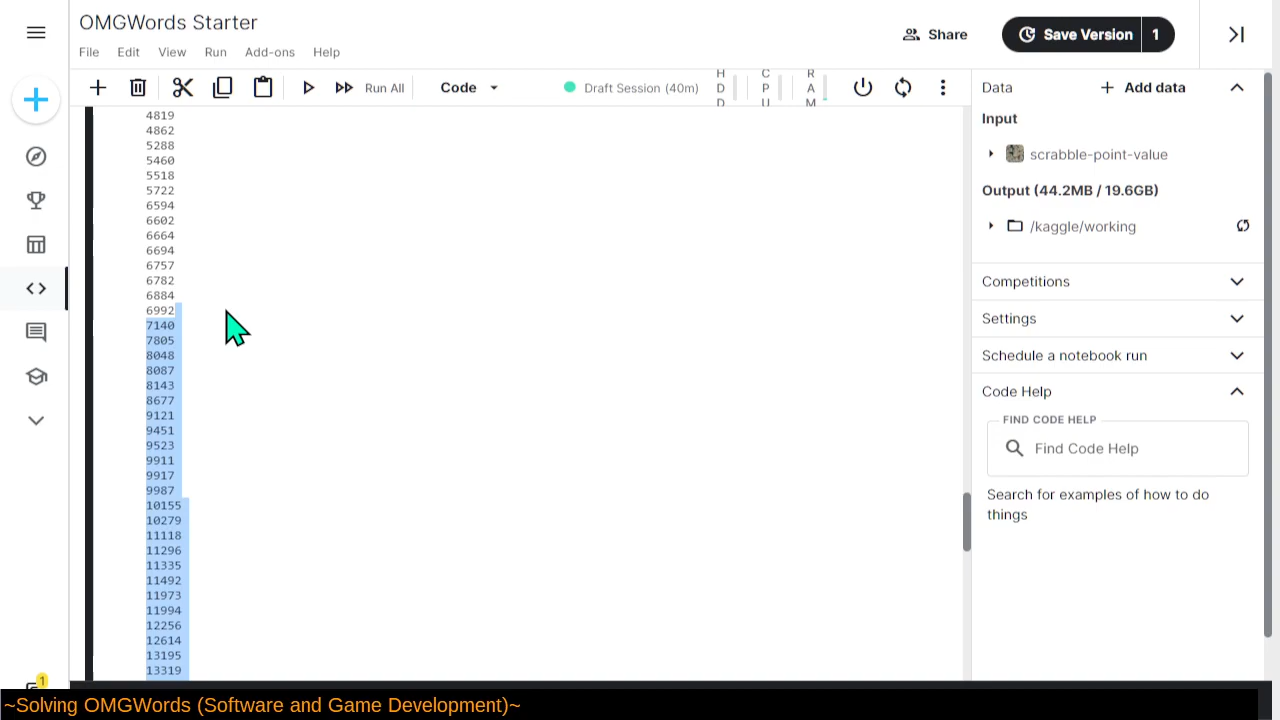 OMGWords Starter
File Edit View Run Add-ons Help
Share
Save Version 1
Run All
Code
Draft Session (40m)
HDD
CPU
RAM
4819
4862
5288
5460
5518
5722
6594
6602
6664
6694
6757
6782
6884
6992
7140
7805
8048
8087
8143
8677
9121
9451
9523
9911
9917
9987
10155
10279
11118
11296
11335
11492
11973
11994
12256
12614
13195
13319
Data
Add data
Input
scrabble-point-value
Output (44.2MB / 19.6GB)
/kaggle/working
Competitions
Settings
Schedule a notebook run
Code Help
FIND CODE HELP
Find Code Help
Search for examples of how to do
things
1
~Solving OMGWords (Software and Game Development)~